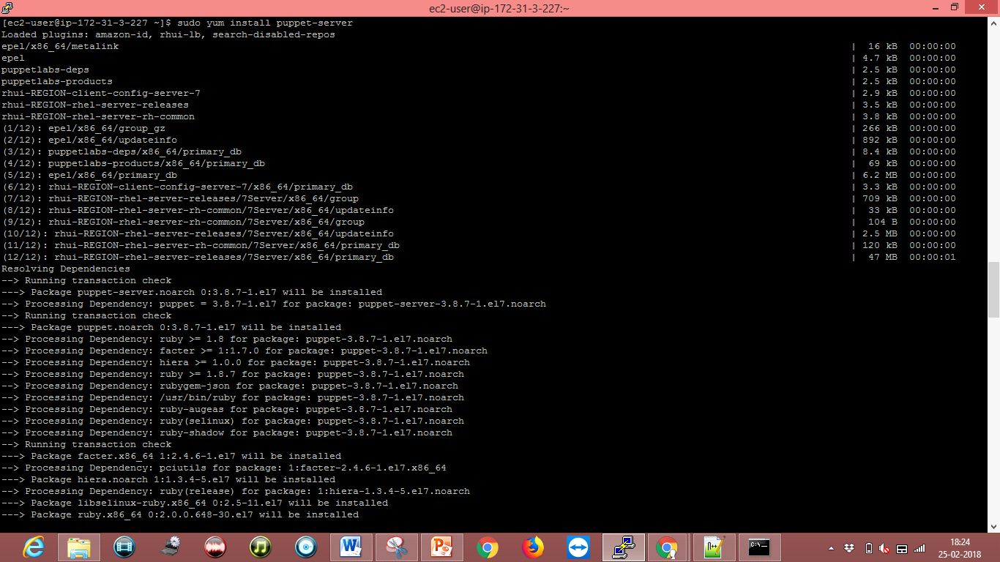 ec2-user@ip-172-31-3-227:~
[ec2-user@ip-172-31-3-227 ~]$ sudo yum install puppet-server
Loaded plugins: amazon-id, rhui-lb, search-disabled-repos
epel/x86_64/metalink | 16 kB 00:00:00
epel | 4.7 kB 00:00:00
puppetlabs-deps | 2.5 kB 00:00:00
puppetlabs-products | 2.5 kB 00:00:00
rhui-REGION-client-config-server-7 | 2.9 kB 00:00:00
rhui-REGION-rhel-server-releases | 3.5 kB 00:00:00
rhui-REGION-rhel-server-rh-common | 3.8 kB 00:00:00
(1/12): epel/x86_64/group_gz | 266 kB 00:00:00
(2/12): epel/x86_64/updateinfo | 892 kB 00:00:00
(3/12): puppetlabs-deps/x86_64/primary_db | 8.4 kB 00:00:00
(4/12): puppetlabs-products/x86_64/primary_db | 69 kB 00:00:00
(5/12): epel/x86_64/primary_db | 6.2 MB 00:00:00
(6/12): rhui-REGION-client-config-server-7/x86_64/primary_db | 3.3 kB 00:00:00
(7/12): rhui-REGION-rhel-server-releases/7Server/x86_64/group | 709 kB 00:00:00
(8/12): rhui-REGION-rhel-server-rh-common/7Server/x86_64/updateinfo | 33 kB 00:00:00
(9/12): rhui-REGION-rhel-server-rh-common/7Server/x86_64/group | 104 B 00:00:00
(10/12): rhui-REGION-rhel-server-releases/7Server/x86_64/updateinfo | 2.5 MB 00:00:00
(11/12): rhui-REGION-rhel-server-rh-common/7Server/x86_64/primary_db | 120 kB 00:00:00
(12/12): rhui-REGION-rhel-server-releases/7Server/x86_64/primary_db | 47 MB 00:00:01
Resolving Dependencies
--> Running transaction check
---> Package puppet-server.noarch 0:3.8.7-1.el7 will be installed
--> Processing Dependency: puppet = 3.8.7-1.el7 for package: puppet-server-3.8.7-1.el7.noarch
--> Running transaction check
---> Package puppet.noarch 0:3.8.7-1.el7 will be installed
--> Processing Dependency: ruby >= 1.8 for package: puppet-3.8.7-1.el7.noarch
--> Processing Dependency: facter >= 1:1.7.0 for package: puppet-3.8.7-1.el7.noarch
--> Processing Dependency: hiera >= 1.0.0 for package: puppet-3.8.7-1.el7.noarch
--> Processing Dependency: ruby >= 1.8.7 for package: puppet-3.8.7-1.el7.noarch
--> Processing Dependency: rubygem-json for package: puppet-3.8.7-1.el7.noarch
--> Processing Dependency: /usr/bin/ruby for package: puppet-3.8.7-1.el7.noarch
--> Processing Dependency: ruby-augeas for package: puppet-3.8.7-1.el7.noarch
--> Processing Dependency: ruby(selinux) for package: puppet-3.8.7-1.el7.noarch
--> Processing Dependency: ruby-shadow for package: puppet-3.8.7-1.el7.noarch
--> Running transaction check
---> Package facter.x86_64 1:2.4.6-1.el7 will be installed
--> Processing Dependency: pciutils for package: 1:facter-2.4.6-1.el7.x86_64
---> Package hiera.noarch 1:1.3.4-5.el7 will be installed
--> Processing Dependency: ruby(release) for package: 1:hiera-1.3.4-5.el7.noarch
---> Package libselinux-ruby.x86_64 0:2.5-11.el7 will be installed
---> Package ruby.x86_64 0:2.0.0.648-30.el7 will be installed
18:24
25-02-2018